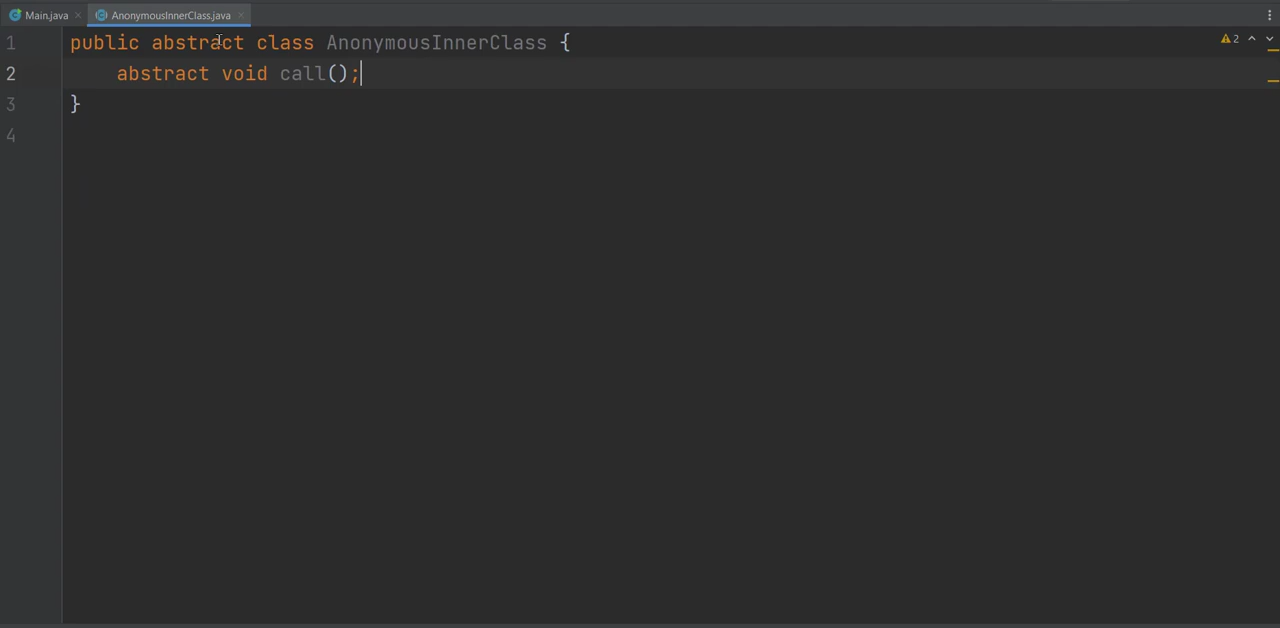 Main.java AnonymousInnerClass.java
1 public abstract class AnonymousInnerClass { 2
2 abstract void call();
3 }
4